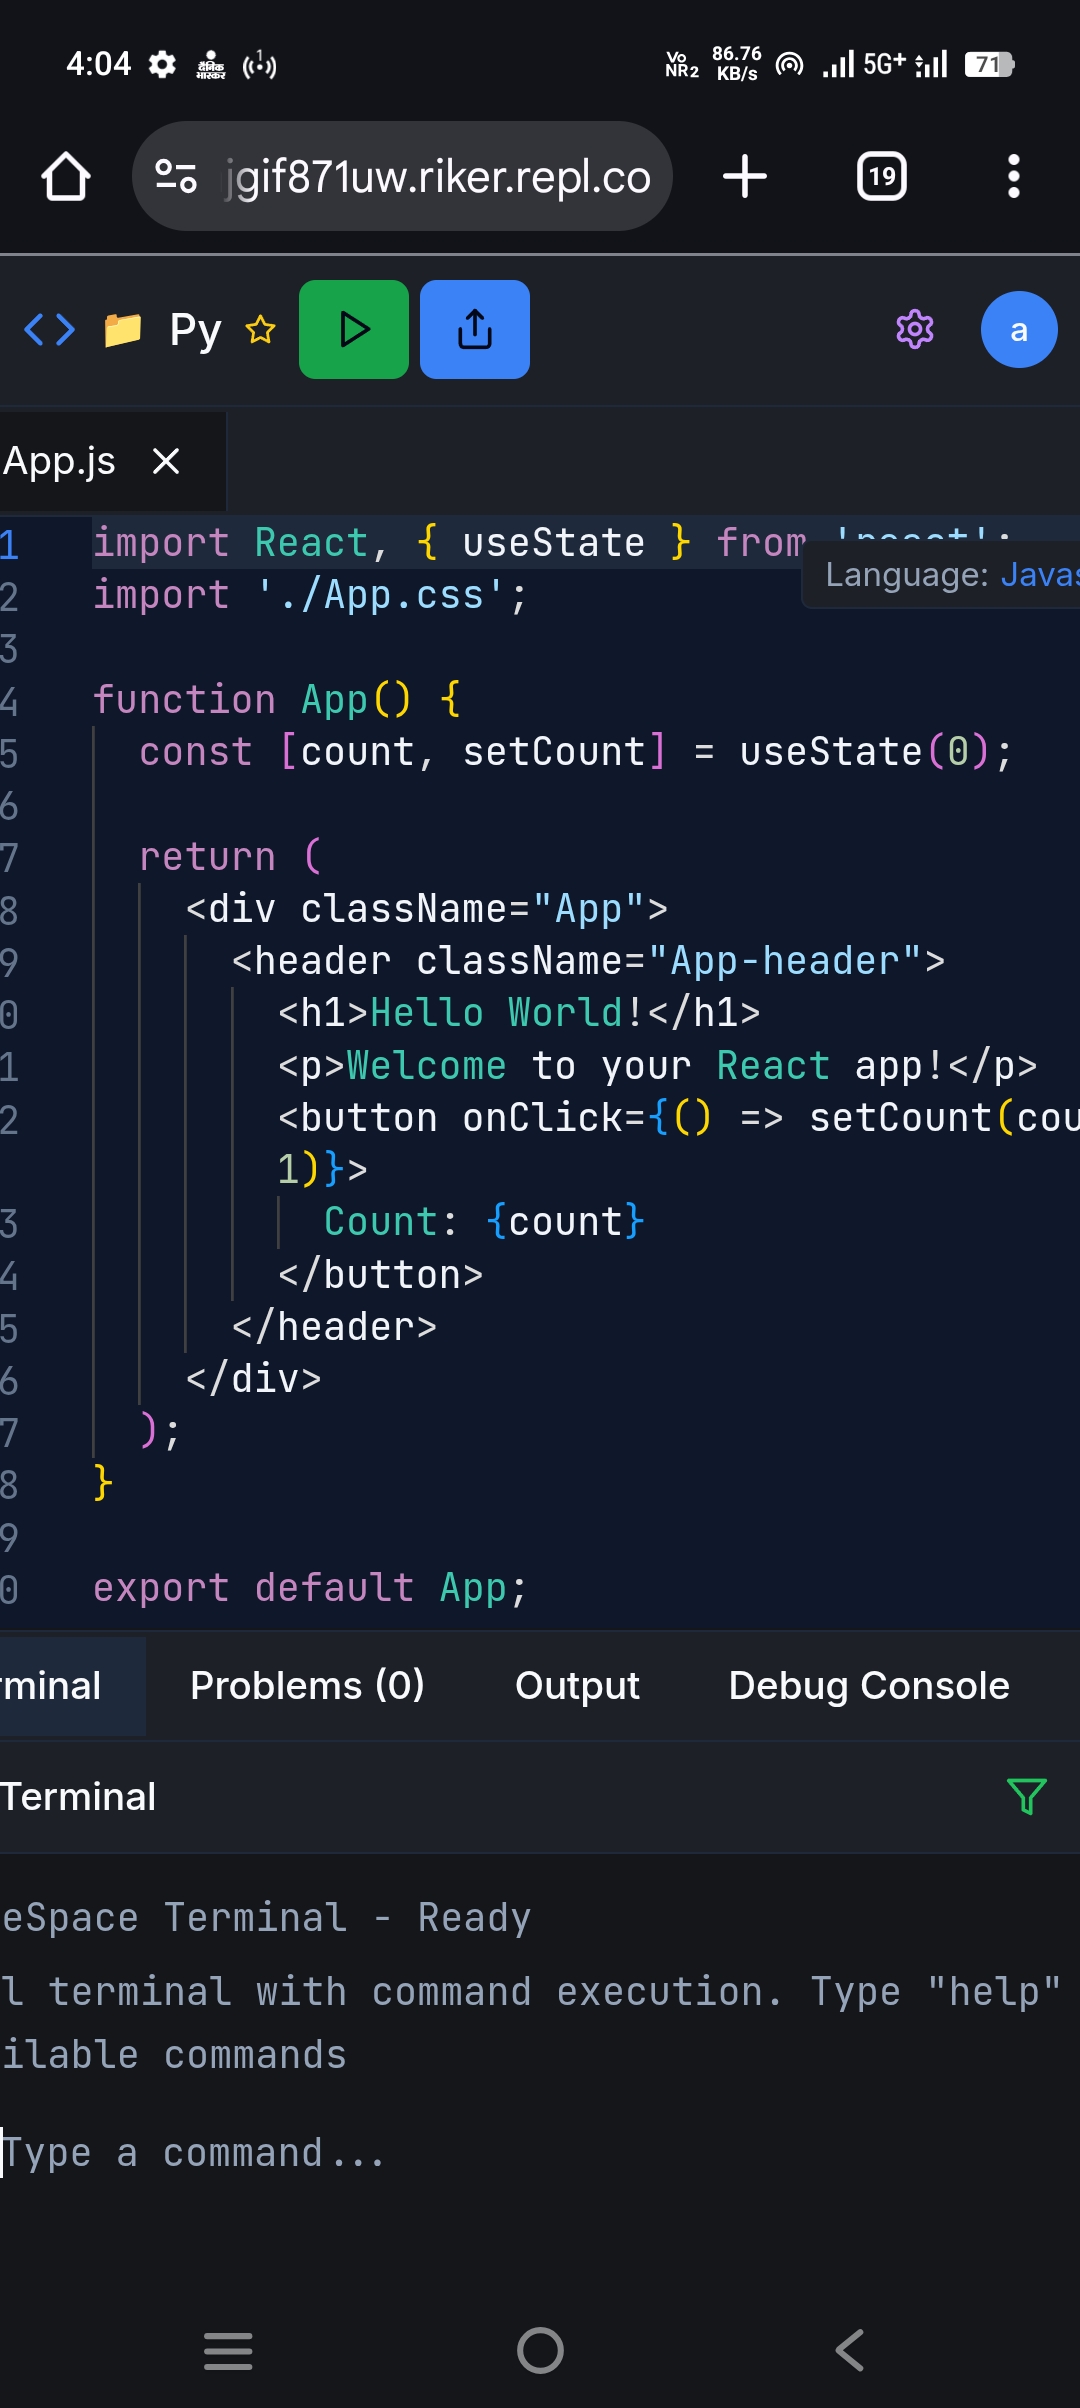 4:04
दैनिक भास्कर
1
Vo NR2
86.76 KB/s
5G+
71
jgif871uw.riker.repl.co
19
Py
a
App.js
1 import React, { useState } from 'react';
Language: Javas
2 import './App.css';
3
4 function App() {
5 const [count, setCount] = useState(0);
6
7 return (
8 <div className="App">
9 <header className="App-header">
0 <h1>Hello World!</h1>
1 <p>Welcome to your React app!</p>
2 <button onClick={() => setCount(cou
1)}>
3 Count: {count}
4 </button>
5 </header>
6 </div>
7 );
8 }
9
0 export default App;
rminal Problems (0) Output Debug Console
Terminal
eSpace Terminal - Ready
l terminal with command execution. Type "help"
ilable commands
Type a command...